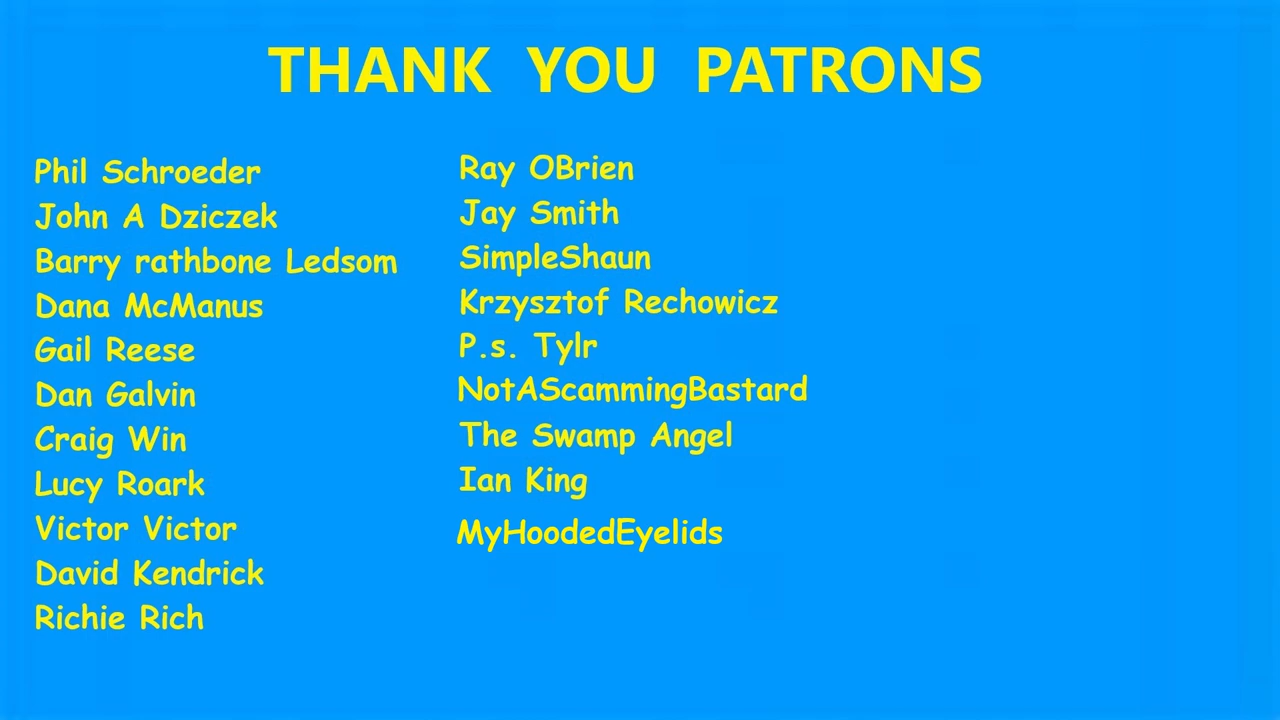 THANK YOU PATRONS
Phil Schroeder
John A Dziczek
Barry rathbone Ledsom
Dana McManus
Gail Reese
Dan Galvin
Craig Win
Lucy Roark
Victor Victor
David Kendrick
Richie Rich
Ray OBrien
Jay Smith
SimpleShaun
Krzysztof Rechowicz
P.s. Tylr
NotAScammingBastard
The Swamp Angel
Ian King
MyHoodedEyelids